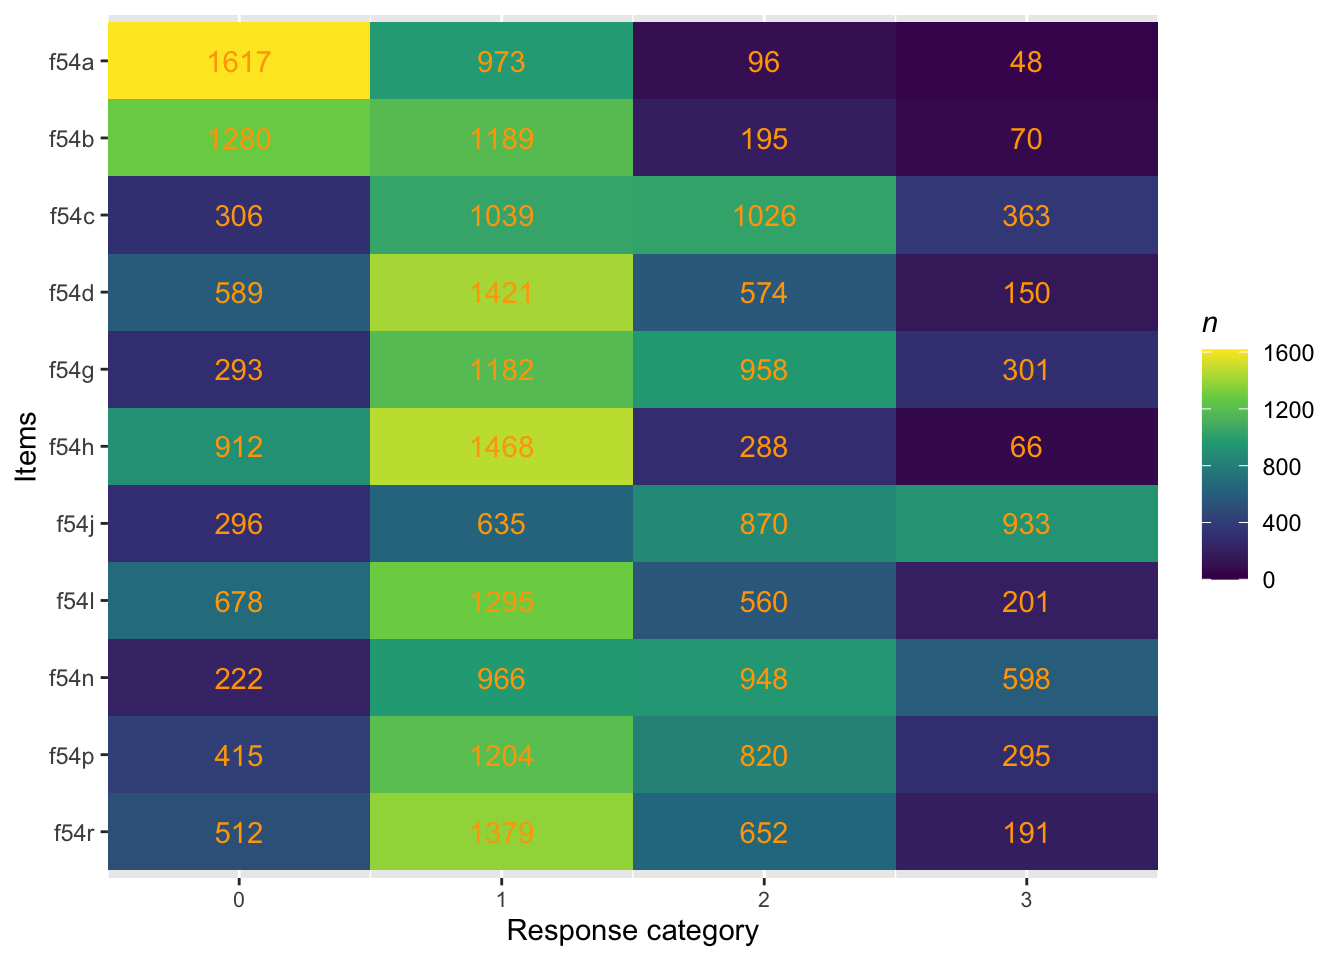 f54a 1617 973 96 48
f54b 1280 1189 195 70
f54c 306 1039 1026 363
f54d 589 1421 574 150
f54g 293 1182 958 301
f54h 912 1468 288 66
f54j 296 635 870 933
f54l 678 1295 560 201
f54n 222 966 948 598
f54p 415 1204 820 295
f54r 512 1379 652 191
0 1 2 3
Response category
Items
n
1600
1200
800
400
0